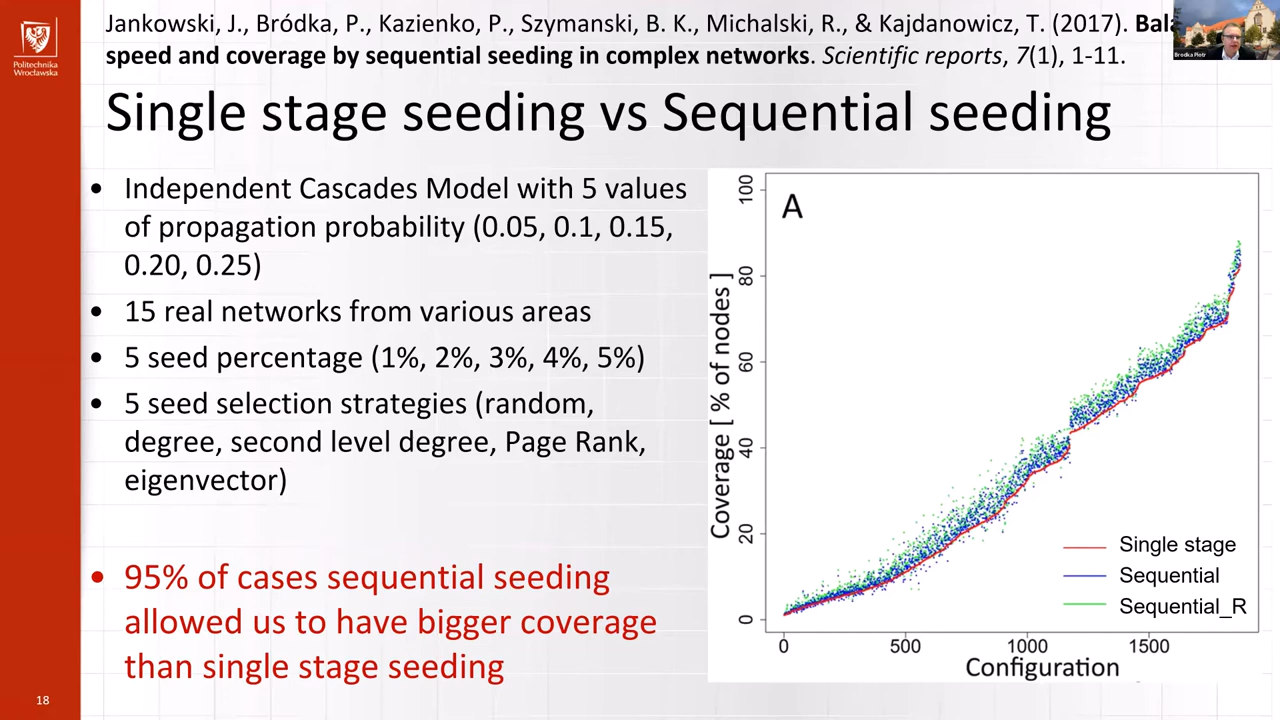 Jankowski, J., Bródka, P., Kazienko, P., Szymanski, B. K., Michalski, R., & Kajdanowicz, T. (2017).
speed and coverage by sequential seeding in complex networks. Scientific reports, 7(1), 1-11.
Politechnika
Wrocławska
Brodka Piotr
Single stage seeding vs Sequential seeding
• Independent Cascades Model with 5 values
of propagation probability (0.05, 0.1, 0.15,
0.20, 0.25)
• 15 real networks from various areas
• 5 seed percentage (1%, 2%, 3%, 4%, 5%)
• 5 seed selection strategies (random,
degree, second level degree, Page Rank,
eigenvector)
• 95% of cases sequential seeding
allowed us to have bigger coverage
than single stage seeding
A
Coverage [ % of nodes ]
100
80
60
40
20
0
Single stage
Sequential
Sequential_R
0 500 1000 1500
Configuration
18